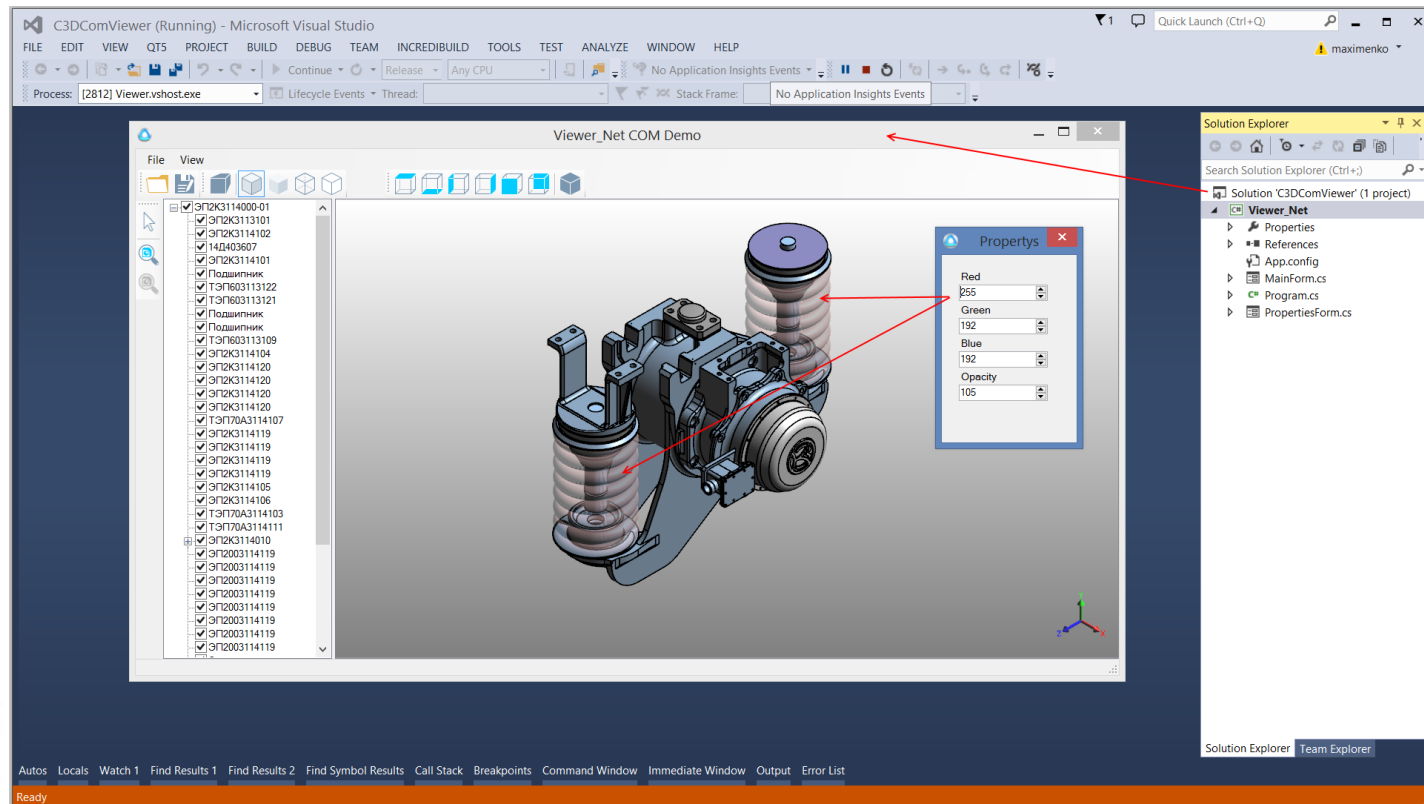 C3DComViewer (Running) - Microsoft Visual Studio
1
Quick Launch (Ctrl+Q)
FILE EDIT VIEW QT5 PROJECT BUILD DEBUG TEAM INCREDIBUILD TOOLS TEST ANALYZE WINDOW HELP
maximenko
Continue Release Any CPU No Application Insights Events
Process: [2812] Viewer.vshost.exe Lifecycle Events Thread: Stack Frame: No Application Insights Events
Viewer_Net COM Demo
File View
ЭП2К3114000-01
ЭП2К3113101
ЭП2К3114102
14Д403607
ЭП2К3114101
Подшипник
ТЭП603113122
ТЭП603113121
Подшипник
Подшипник
ТЭП603113109
ЭП2К3114104
ЭП2К3114120
ЭП2К3114120
ЭП2К3114120
ЭП2К3114120
ТЭП70А3114107
ЭП2К3114119
ЭП2К3114119
ЭП2К3114119
ЭП2К3114119
ЭП2К3114105
ЭП2К3114106
ТЭП70А3114103
ТЭП70А3114111
ЭП2К3114010
ЭП2003114119
ЭП2003114119
ЭП2003114119
ЭП2003114119
ЭП2003114119
ЭП2003114119
ЭП2003114119
ЭП2003114119
Propertys
Red
255
Green
192
Blue
192
Opacity
105
Y
Z
X
Solution Explorer
Search Solution Explorer (Ctrl+;)
Solution 'C3DComViewer' (1 project)
C# Viewer_Net
Properties
References
App.config
MainForm.cs
C# Program.cs
PropertiesForm.cs
Solution Explorer Team Explorer
Autos Locals Watch 1 Find Results 1 Find Results 2 Find Symbol Results Call Stack Breakpoints Command Window Immediate Window Output Error List
Ready